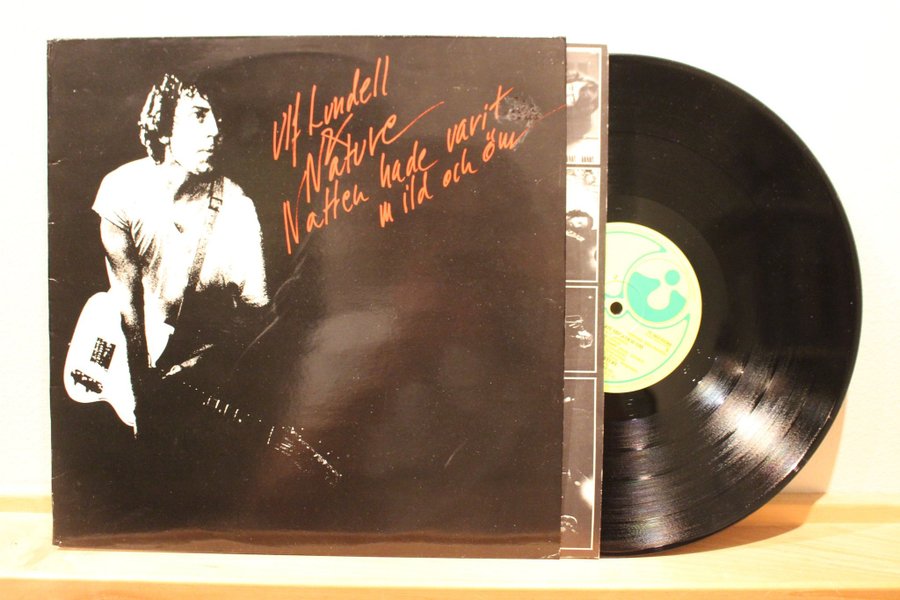 Ulf Lundell
& Nature
Natten hade varit
mild och öm